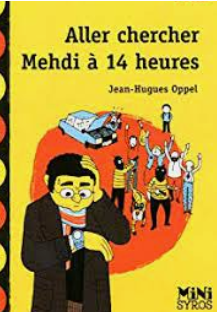 Aller chercher
Mehdi à 14 heures
Jean-Hugues Oppel
MiNi
SYROS